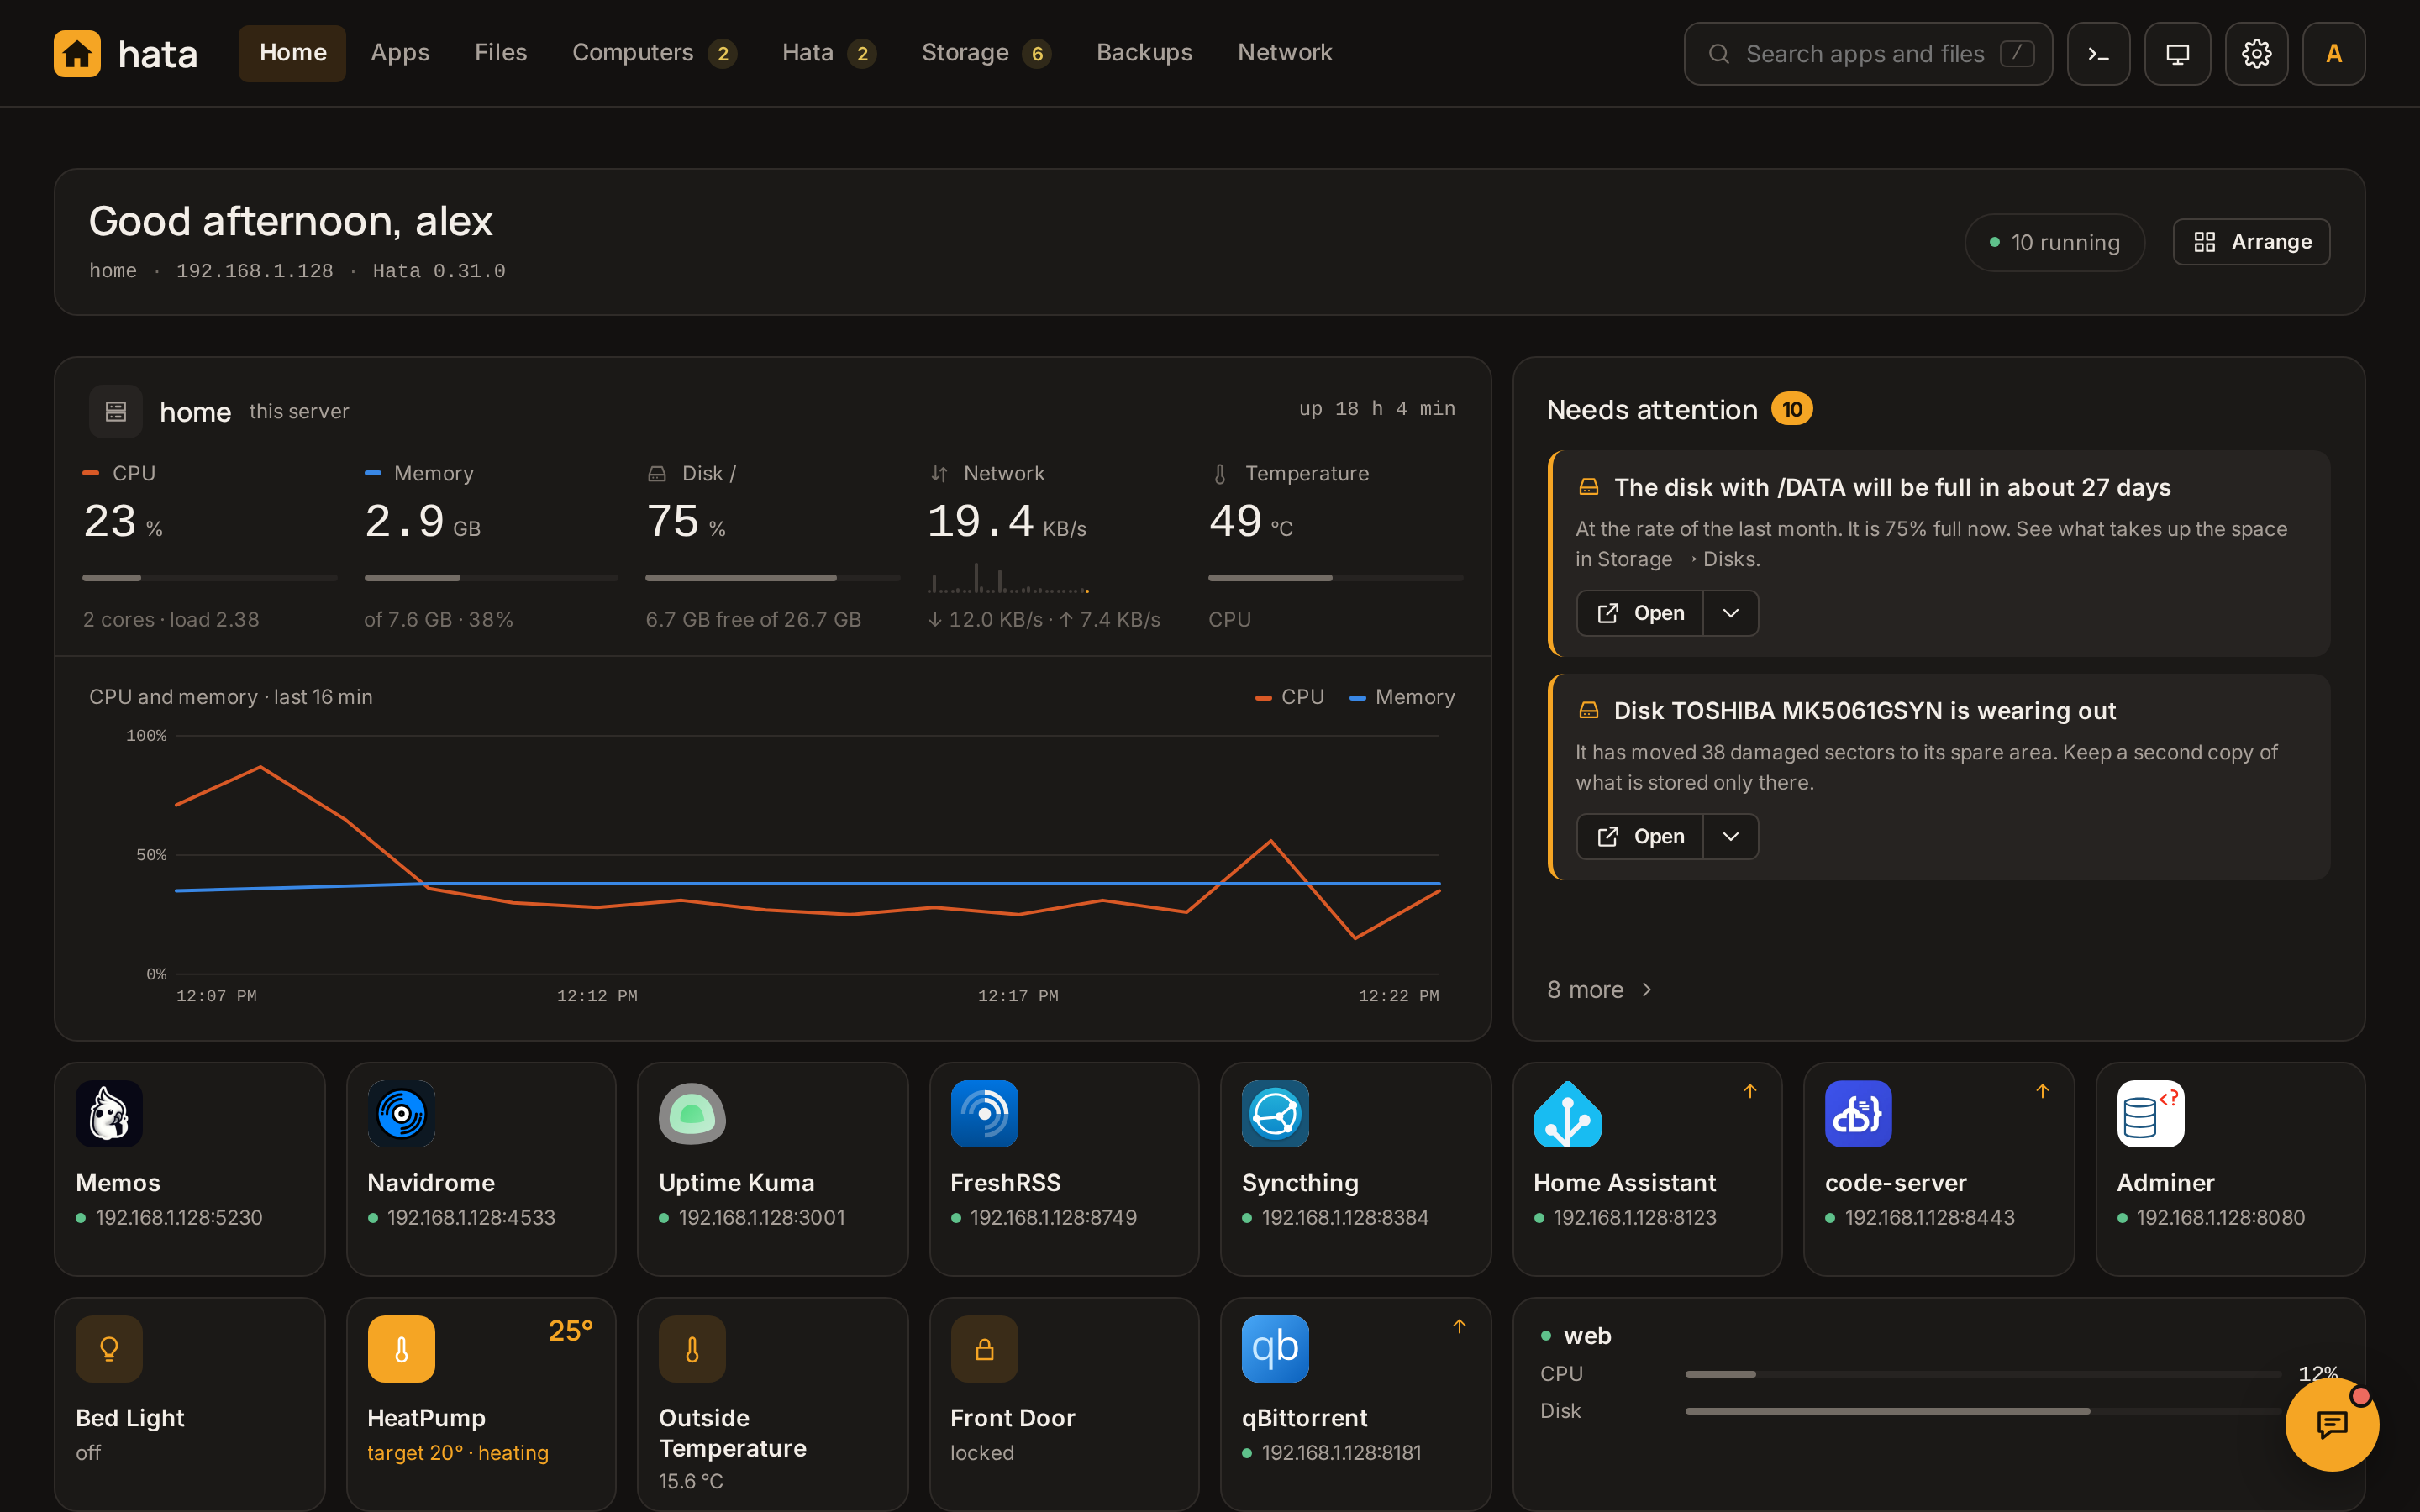 hata
Home
Apps
Files
Computers 2
Hata 2
Storage 6
Backups
Network
Search apps and files /
A
Good afternoon, alex
home · 192.168.1.128 · Hata 0.31.0
10 running
Arrange
home this server
up 18 h 4 min
CPU
23 %
2 cores · load 2.38
Memory
2.9 GB
of 7.6 GB · 38%
Disk /
75 %
6.7 GB free of 26.7 GB
Network
19.4 KB/s
↓ 12.0 KB/s · ↑ 7.4 KB/s
Temperature
49 °C
CPU
CPU and memory · last 16 min
CPU
Memory
100%
50%
0%
12:07 PM
12:12 PM
12:17 PM
12:22 PM
Needs attention 10
The disk with /DATA will be full in about 27 days
At the rate of the last month. It is 75% full now. See what takes up the space
in Storage → Disks.
Open
Disk TOSHIBA MK5061GSYN is wearing out
It has moved 38 damaged sectors to its spare area. Keep a second copy of
what is stored only there.
Open
8 more
Memos
192.168.1.128:5230
Navidrome
192.168.1.128:4533
Uptime Kuma
192.168.1.128:3001
FreshRSS
192.168.1.128:8749
Syncthing
192.168.1.128:8384
Home Assistant
192.168.1.128:8123
code-server
192.168.1.128:8443
<?
Adminer
192.168.1.128:8080
Bed Light
off
25°
HeatPump
target 20° · heating
Outside
Temperature
15.6 °C
Front Door
locked
qb
qBittorrent
192.168.1.128:8181
web
CPU
12%
Disk